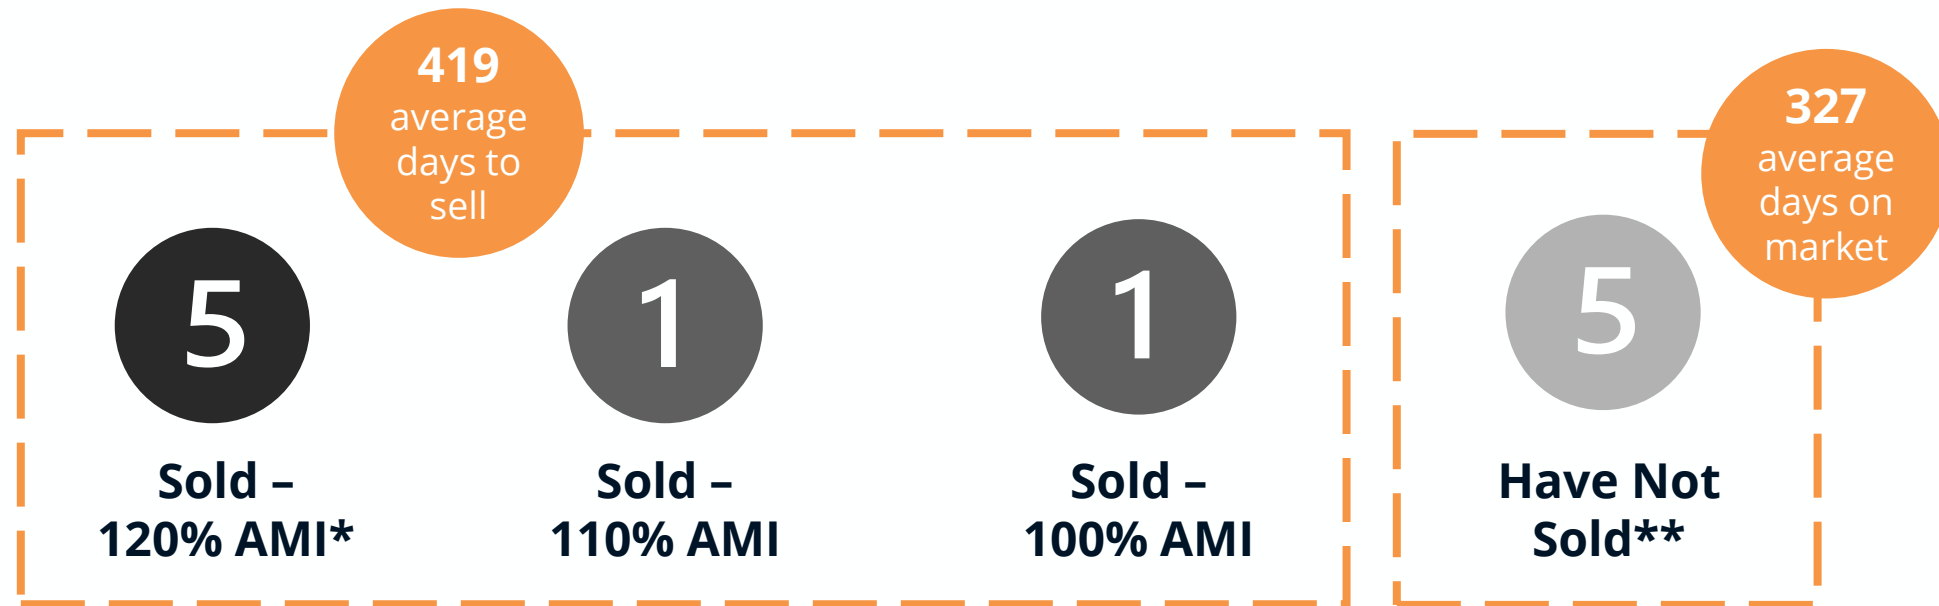 419
average
days to
sell
327
average
days on
market
5
1
1
5
Sold –
120% AMI*
Sold –
110% AMI
Sold –
100% AMI
Have Not
Sold**